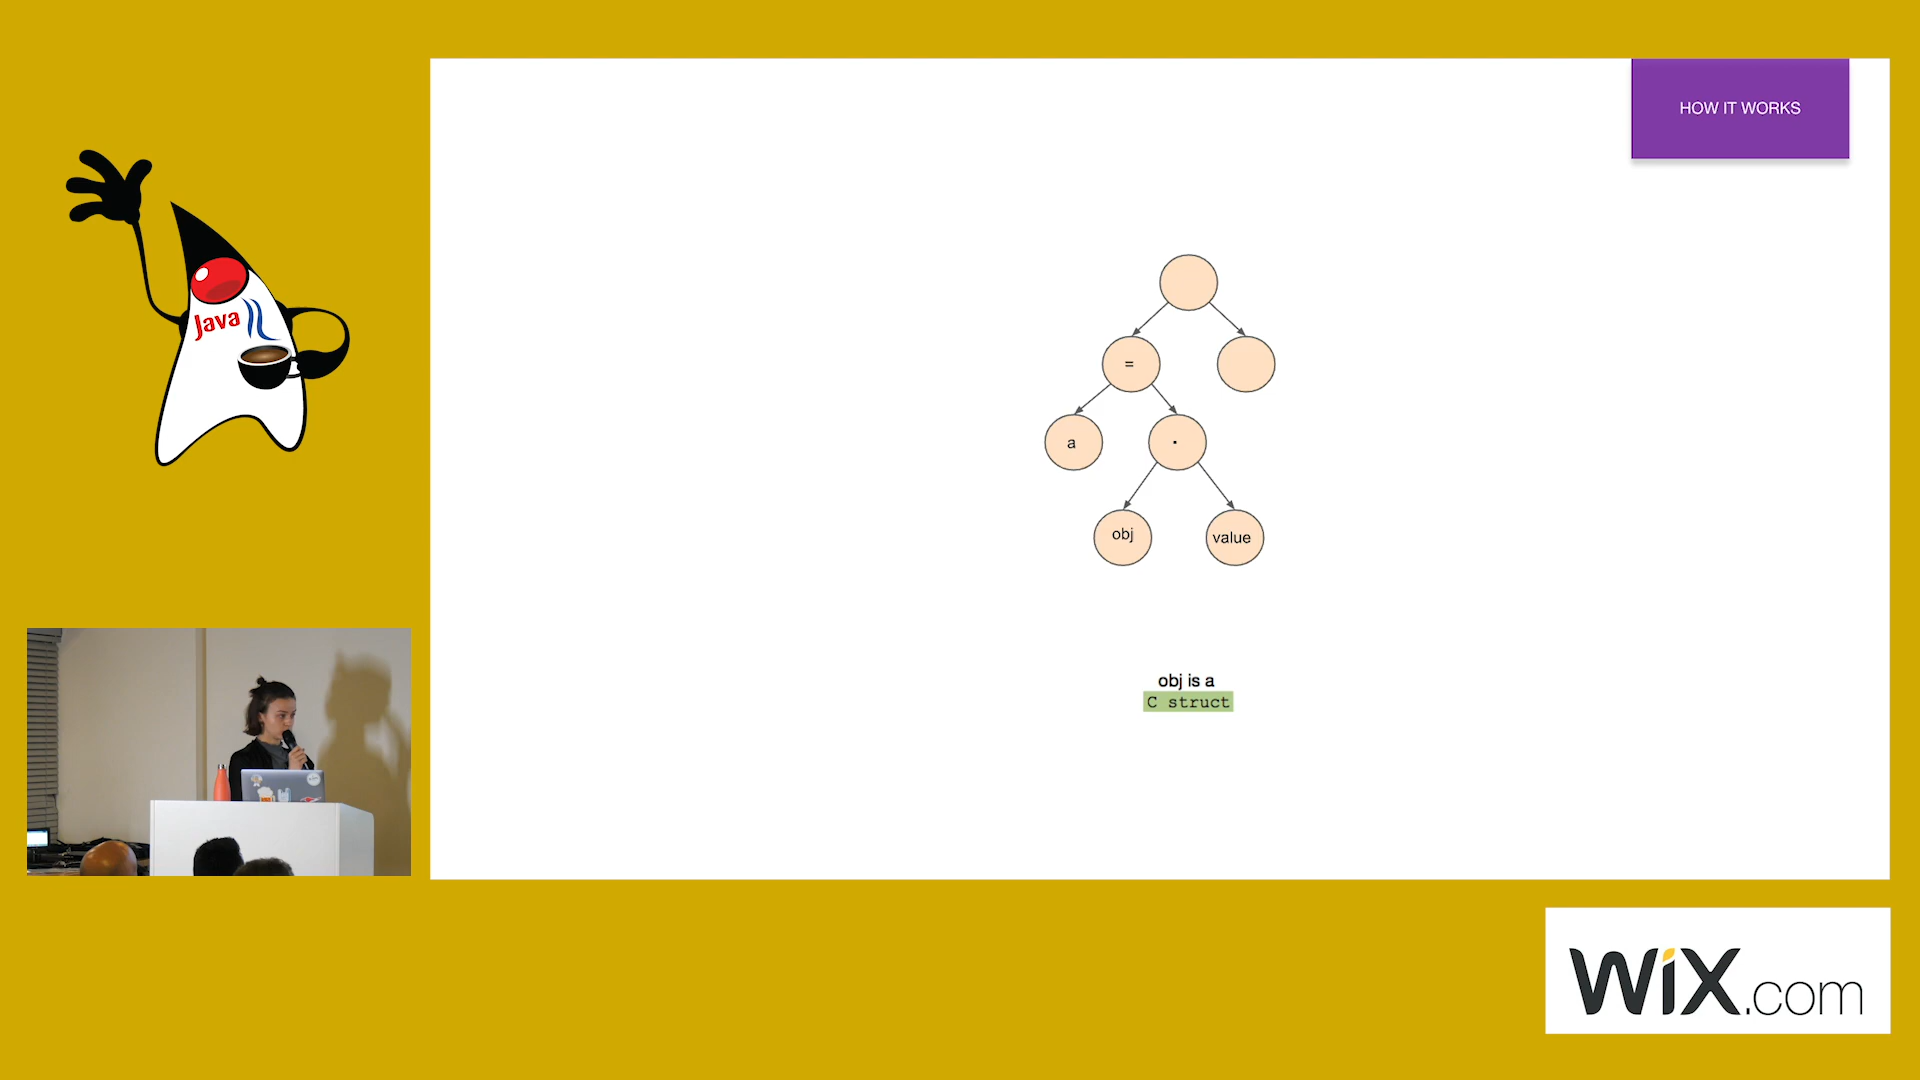 HOW IT WORKS
Java
=
a
.
obj
value
obj is a
C struct
WiX.com